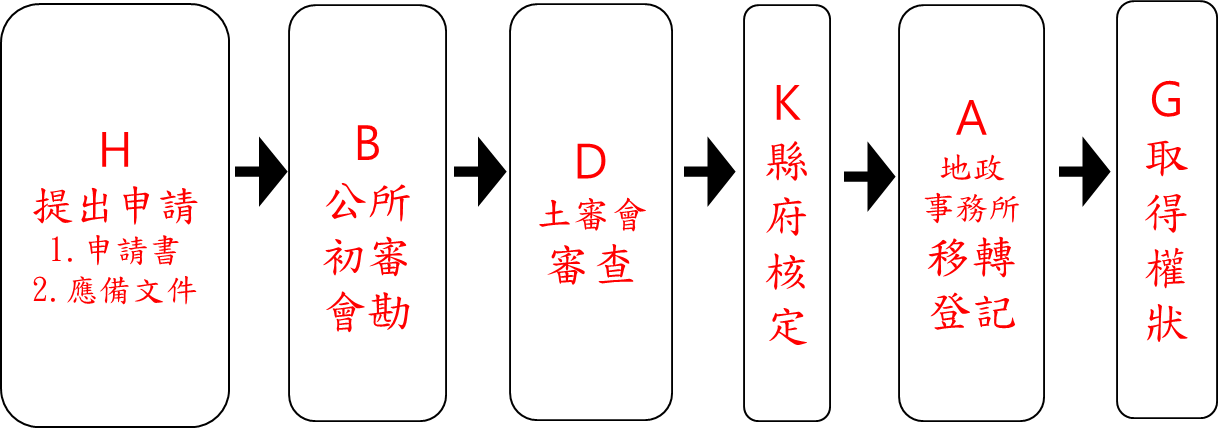 H
提出申請
1.申請書
2.應備文件
B
公所
初審
會勘
D
土審會
審查
K
縣
府
核
定
A
地政
事務所
移轉
登記
G
取
得
權
狀